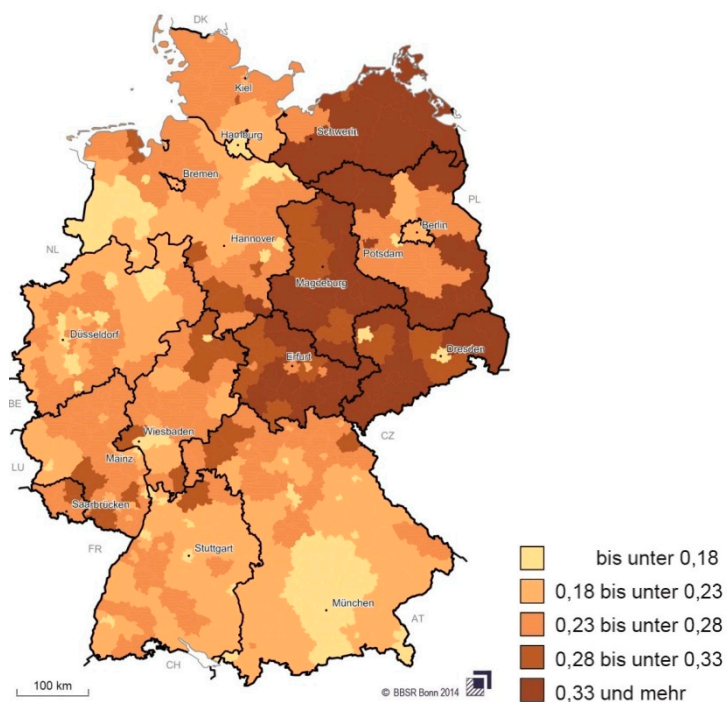 DK
Kiel
Hamburg
Schwerin
Bremen
PL
Berlin
NL
Hannover
Potsdam
Magdeburg
Düsseldorf
Erfurt
Dresden
BE
Wiesbaden
CZ
LU
Mainz
Saarbrücken
FR
Stuttgart
München
AT
CH
bis unter 0,18
0,18 bis unter 0,23
0,23 bis unter 0,28
0,28 bis unter 0,33
0,33 und mehr
100 km
© BBSR Bonn 2014